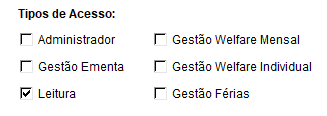 Tipos de Acesso:
Administrador Gestão Welfare Mensal
Gestão Ementa Gestão Welfare Individual
Leitura Gestão Férias